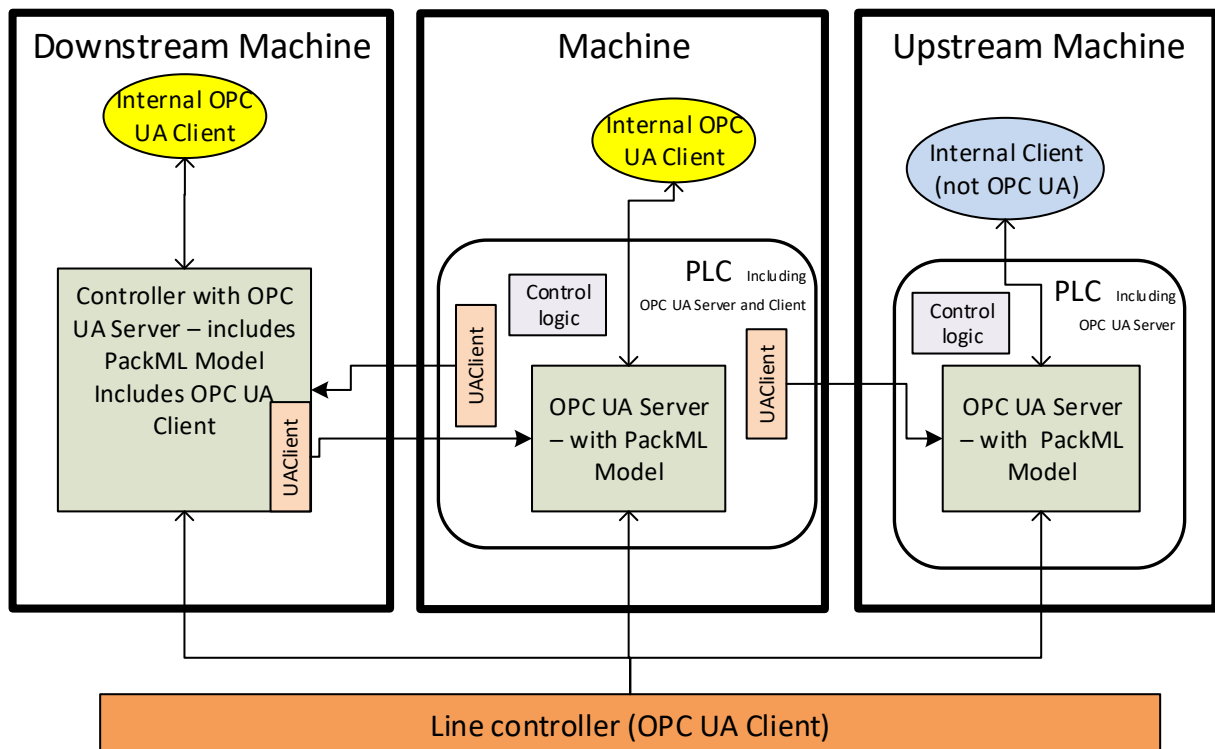 Downstream Machine
Internal OPC
UA Client
Controller with OPC
UA Server – includes
PackML Model
Includes OPC UA
Client
UAClient
Machine
Internal OPC
UA Client
PLC Including
OPC UA Server and Client
Control
logic
UAClient
UAClient
OPC UA Server
– with PackML
Model
Upstream Machine
Internal Client
(not OPC UA)
PLC Including
OPC UA Server
Control
logic
OPC UA Server
– with PackML
Model
Line controller (OPC UA Client)